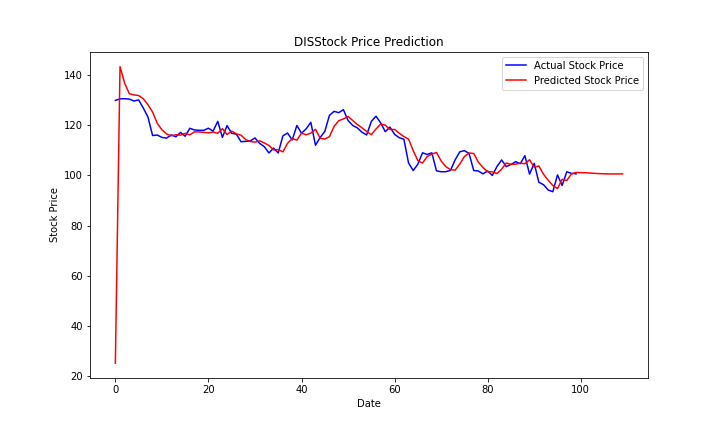 DISStock Price Prediction
Actual Stock Price
Predicted Stock Price
Stock Price
140
120
100
80
60
40
20
0
20
40
60
80
100
Date